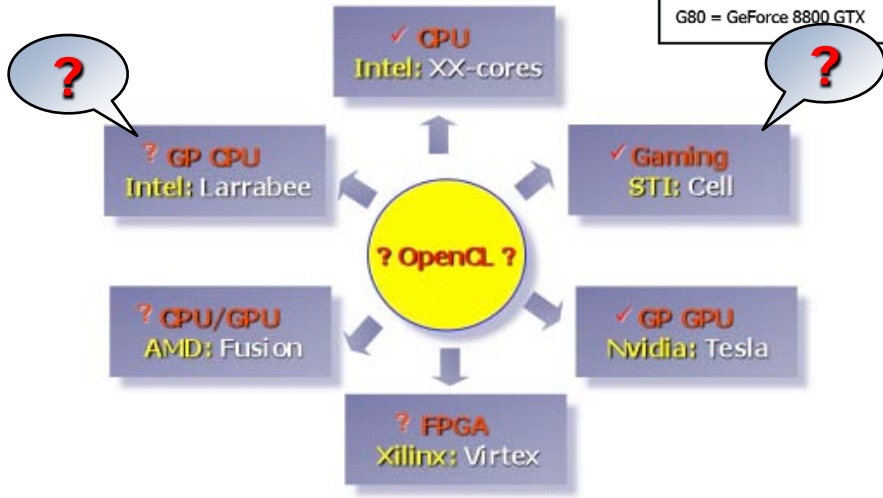 G80 = GeForce 8800 GTX
✓ CPU
Intel: XX-cores
?
?
? GP CPU
Intel: Larrabee
✓ Gaming
STI: Cell
? OpenCL ?
? CPU/GPU
AMD: Fusion
✓ GP GPU
Nvidia: Tesla
? FPGA
Xilinx: Virtex